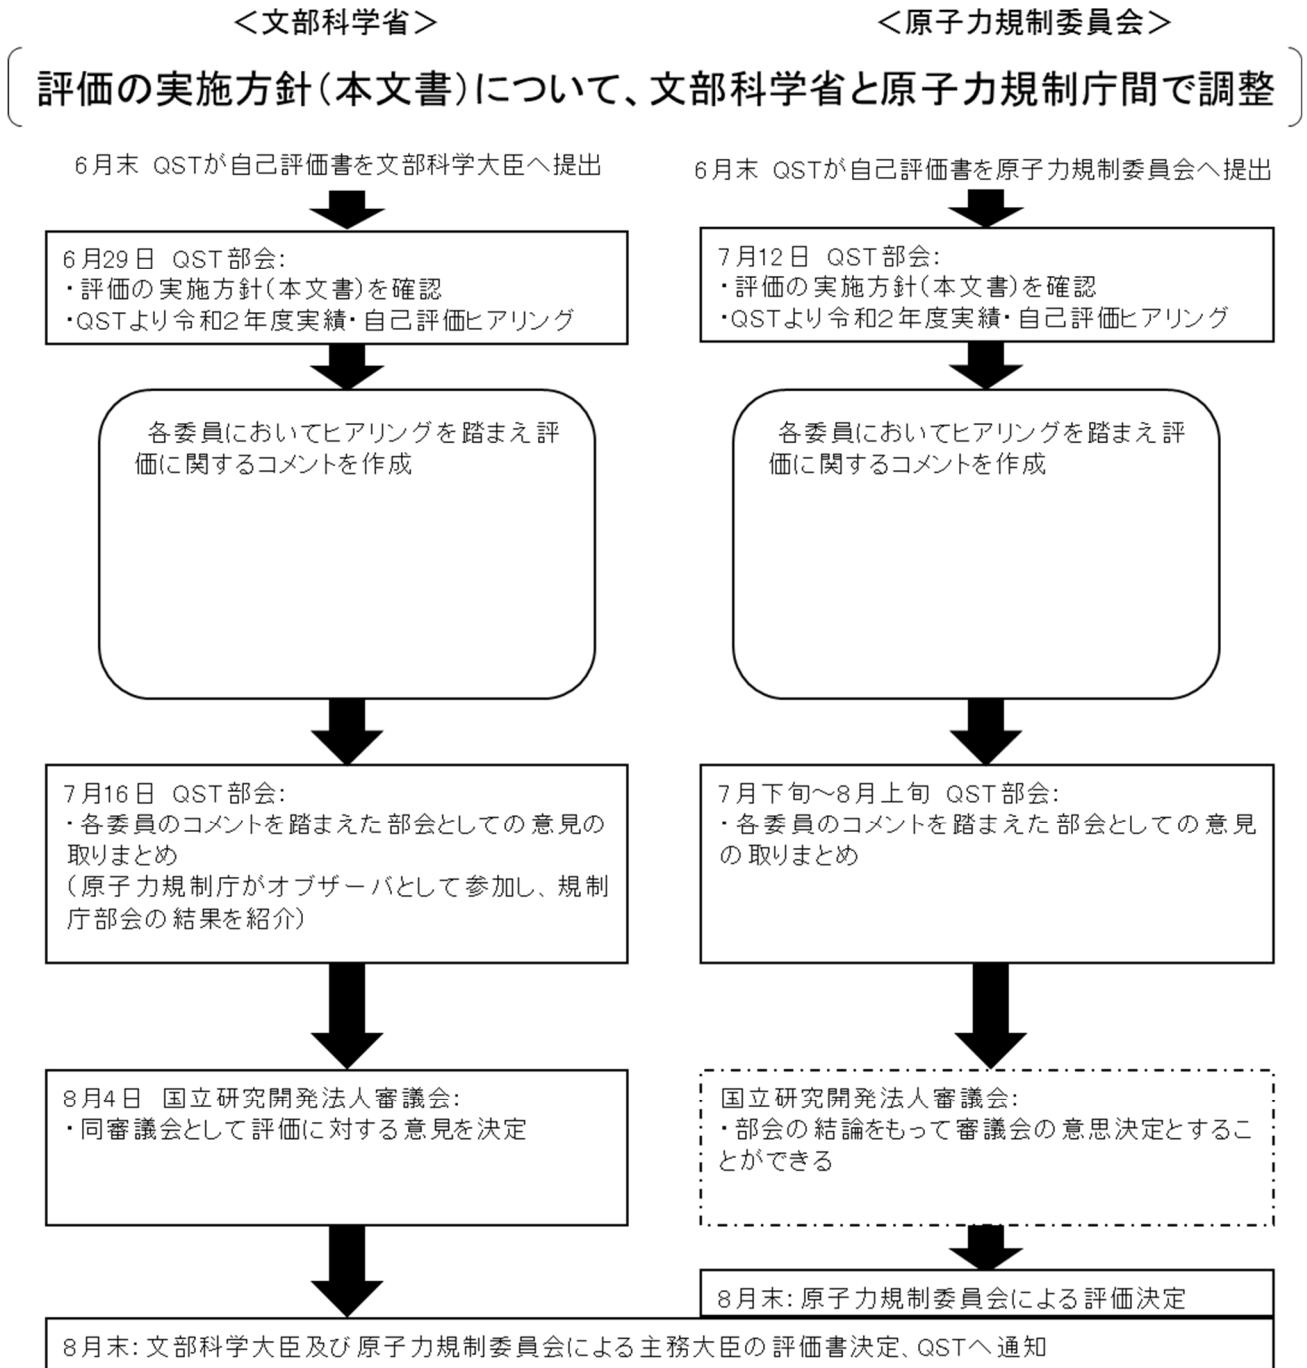 ＜文部科学省＞
＜原子力規制委員会＞
評価の実施方針(本文書)について、文部科学省と原子力規制庁間で調整
6月末 QSTが自己評価書を文部科学大臣へ提出
6月29日 QST部会:
・評価の実施方針(本文書)を確認
・QSTより令和2年度実績・自己評価ヒアリング
各委員においてヒアリングを踏まえ評
価に関するコメントを作成
7月16日 QST部会:
・各委員のコメントを踏まえた部会としての意見の
取りまとめ
(原子力規制庁がオブザーバとして参加し、規制
庁部会の結果を紹介)
8月4日 国立研究開発法人審議会:
・同審議会として評価に対する意見を決定
6月末 QSTが自己評価書を原子力規制委員会へ提出
7月12日 QST部会:
・評価の実施方針(本文書)を確認
・QSTより令和2年度実績・自己評価ヒアリング
各委員においてヒアリングを踏まえ評
価に関するコメントを作成
7月下旬～8月上旬 QST部会:
・各委員のコメントを踏まえた部会としての意見
の取りまとめ
国立研究開発法人審議会:
・部会の結論をもって審議会の意思決定とするこ
とができる
8月末:原子力規制委員会による評価決定
8月末:文部科学大臣及び原子力規制委員会による主務大臣の評価書決定、QSTへ通知